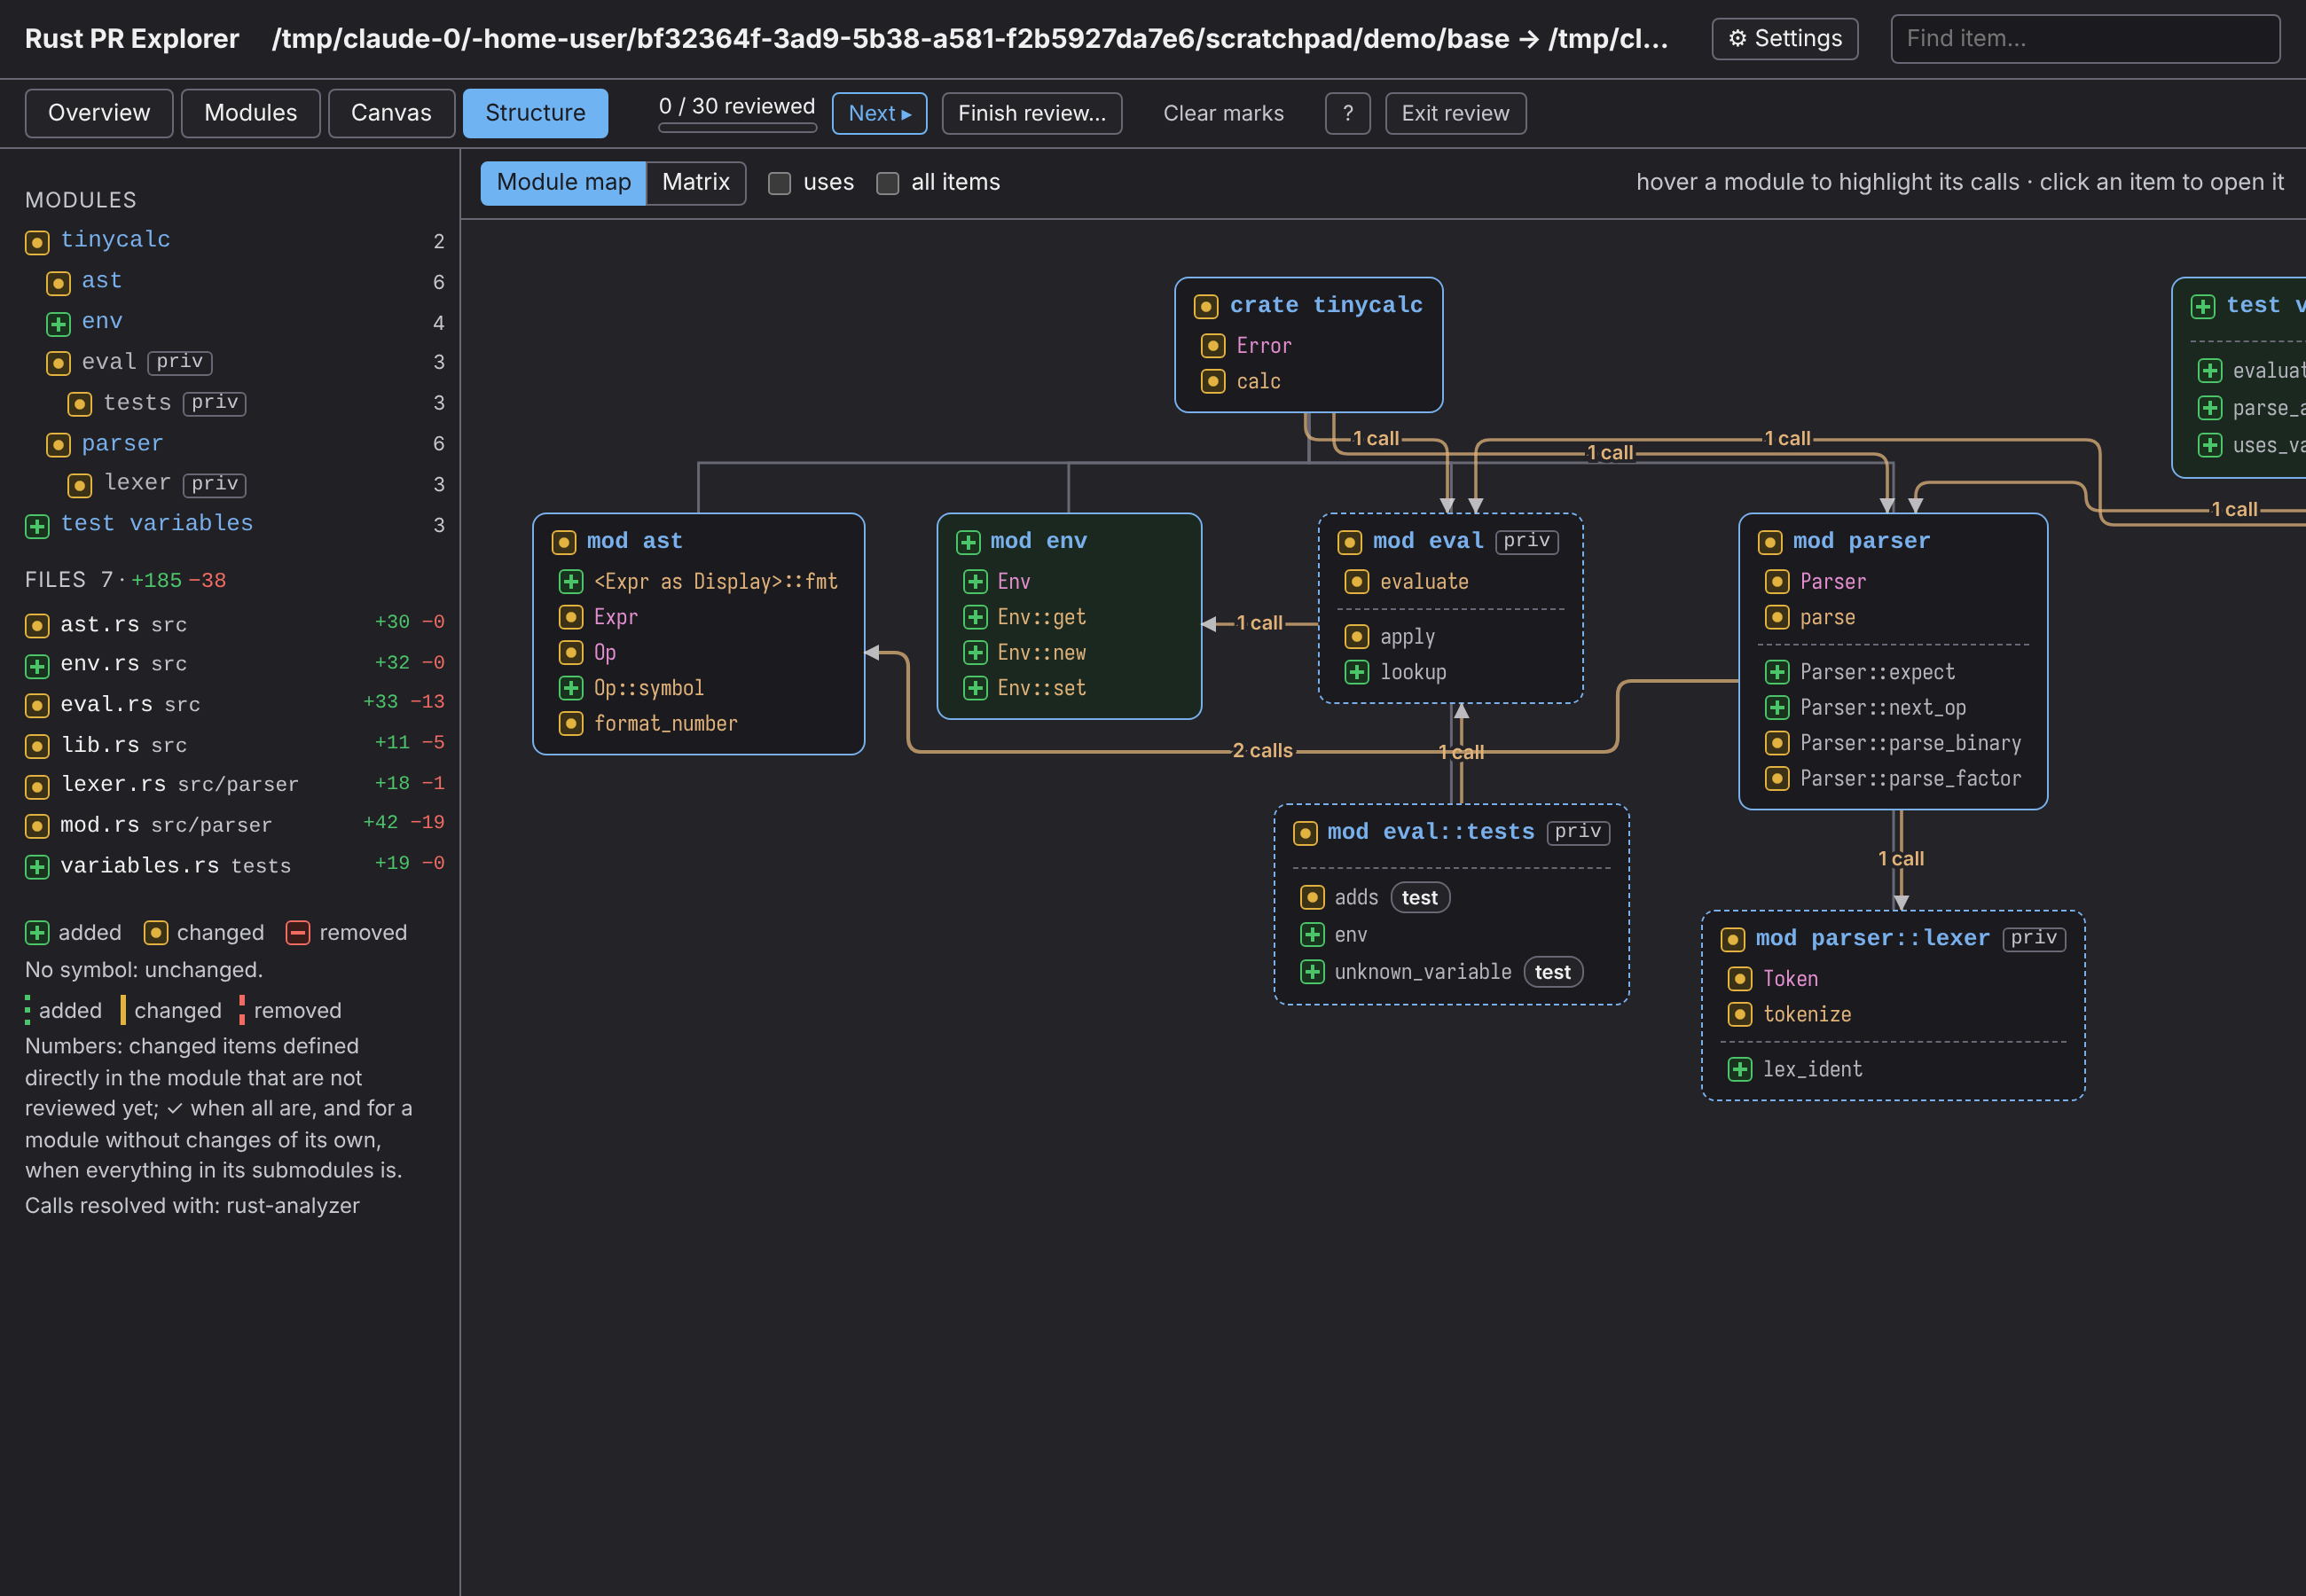 Rust PR Explorer /tmp/claude-0/-home-user/bf32364f-3ad9-5b38-a581-f2b5927da7e6/scratchpad/demo/base → /tmp/cl… ⚙ Settings Find item…
Overview Modules Canvas Structure 0 / 30 reviewed Next ▸ Finish review… Clear marks ? Exit review
MODULES
tinycalc 2
ast 6
env 4
eval priv 3
tests priv 3
parser 6
lexer priv 3
test variables 3
FILES 7 · +185 −38
ast.rs src +30 −0
env.rs src +32 −0
eval.rs src +33 −13
lib.rs src +11 −5
lexer.rs src/parser +18 −1
mod.rs src/parser +42 −19
variables.rs tests +19 −0
added changed removed
No symbol: unchanged.
added changed removed
Numbers: changed items defined
directly in the module that are not
reviewed yet; ✓ when all are, and for a
module without changes of its own,
when everything in its submodules is.
Calls resolved with: rust-analyzer
Module map Matrix uses all items hover a module to highlight its calls · click an item to open it
crate tinycalc
Error
calc
test v
evaluat
parse_a
uses_va
1 call
1 call
1 call
1 call
mod ast
<Expr as Display>::fmt
Expr
Op
Op::symbol
format_number
mod env
Env
Env::get
Env::new
Env::set
1 call
mod eval priv
evaluate
apply
lookup
mod parser
Parser
parse
Parser::expect
Parser::next_op
Parser::parse_binary
Parser::parse_factor
2 calls
1 call
1 call
mod eval::tests priv
adds test
env
unknown_variable test
mod parser::lexer priv
Token
tokenize
lex_ident